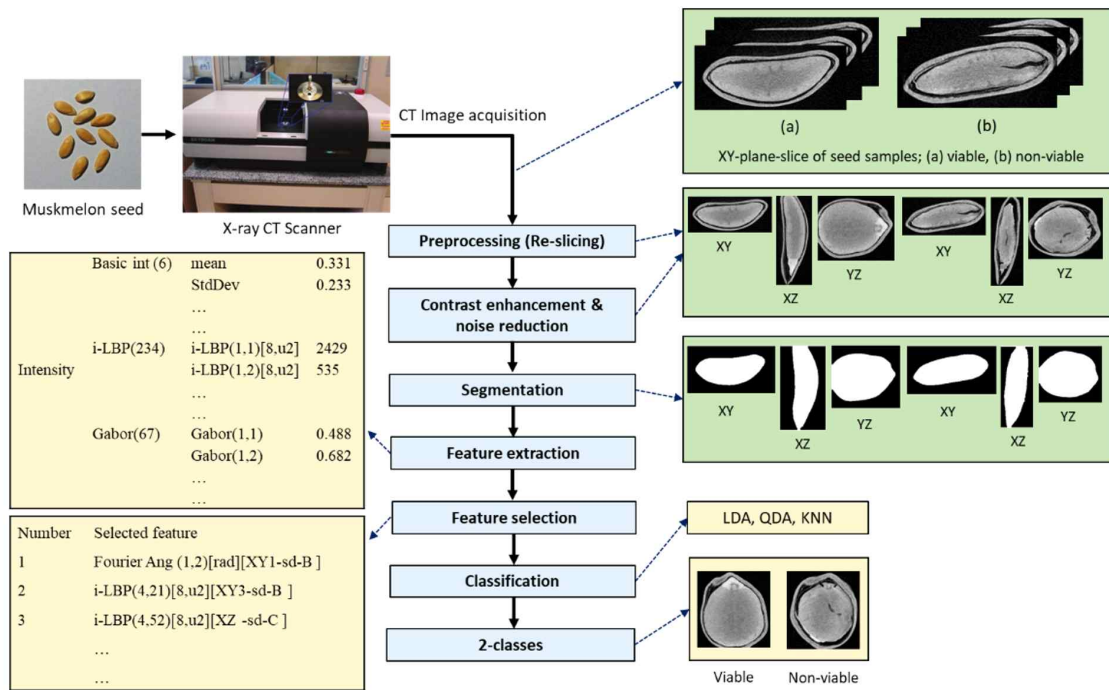 Muskmelon seed
X-ray CT Scanner
CT Image acquisition
(a)
(b)
XY-plane-slice of seed samples; (a) viable, (b) non-viable
Preprocessing (Re-slicing)
XY
XZ
YZ
XY
XZ
YZ
Contrast enhancement &
noise reduction
Segmentation
XY
XZ
YZ
XY
XZ
YZ
Feature extraction
Basic int (6) mean 0.331
StdDev 0.233
...
...
i-LBP(234) i-LBP(1,1)[8,u2] 2429
Intensity i-LBP(1,2)[8,u2] 535
...
...
Gabor(67) Gabor(1,1) 0.488
Gabor(1,2) 0.682
...
...
Feature selection
Number Selected feature
1 Fourier Ang (1,2)[rad][XY1-sd-B ]
2 i-LBP(4,21)[8,u2][XY3-sd-B ]
3 i-LBP(4,52)[8,u2][XZ -sd-C ]
...
...
Classification
LDA, QDA, KNN
2-classes
Viable
Non-viable